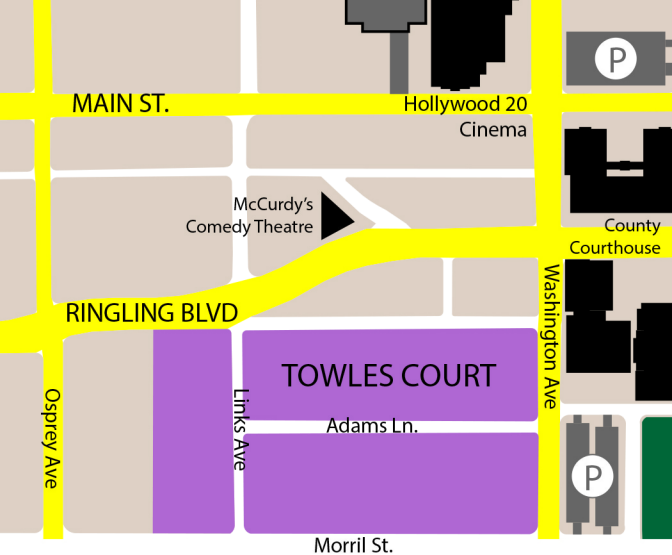 P
MAIN ST.
Hollywood 20
Cinema
McCurdy's
Comedy Theatre
County
Courthouse
RINGLING BLVD
Washington Ave
TOWLES COURT
Osprey Ave
Links Ave
Adams Ln.
P
Morril St.